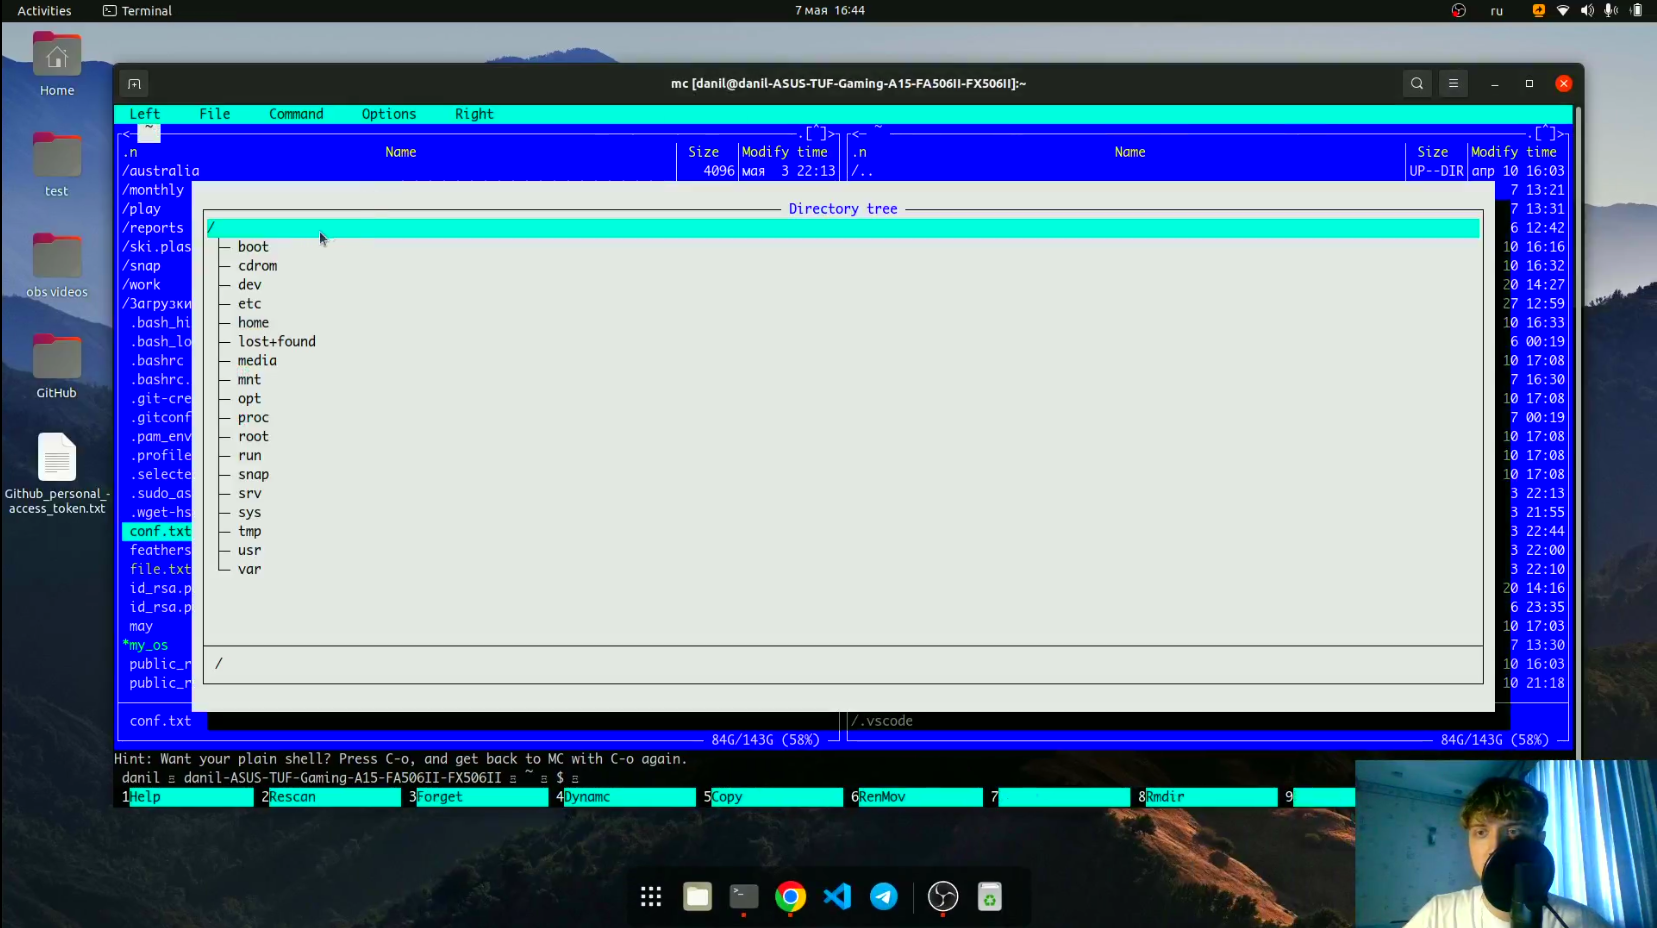 Activities
Terminal
7 мая 16:44
ru
Home
test
obs videos
GitHub
Github_personal_-
access_token.txt
mc [danil@danil-ASUS-TUF-Gaming-A15-FA506II-FX506II]:~
Left File Command Options Right
<- ~ .[^]> <- ~ .[^]>
.n Name Size Modify time .n Name Size Modify time
/australia 4096 мая 3 22:13 /.. UP--DIR апр 10 16:03
/monthly 7 13:21
Directory tree
/play 7 13:31
/reports / 6 12:42
/ski.plas boot 10 16:16
/snap cdrom 10 16:32
/work dev 20 14:27
/Загрузки etc 27 12:59
.bash_hi home 10 16:33
.bash_lo lost+found 6 00:19
.bashrc media 10 17:08
.bashrc. mnt 7 16:30
.git-cre opt 10 17:08
.gitconf proc 7 00:19
.pam_env root 10 17:08
.profile run 10 17:08
.selecte snap 10 17:08
.sudo_as srv 3 22:13
.wget-hs sys 3 21:55
conf.txt tmp 3 22:44
feathers usr 3 22:00
file.txt var 3 22:10
id_rsa.p 20 14:16
id_rsa.p 6 23:35
may 10 17:03
*my_os 7 13:30
public_r / 10 16:03
public_r 10 21:18
conf.txt /.vscode
84G/143G (58%) 84G/143G (58%)
Hint: Want your plain shell? Press C-o, and get back to MC with C-o again.
danil danil-ASUS-TUF-Gaming-A15-FA506II-FX506II ~ $
1Help 2Rescan 3Forget 4Dynamc 5Copy 6RenMov 7 8Rmdir 9